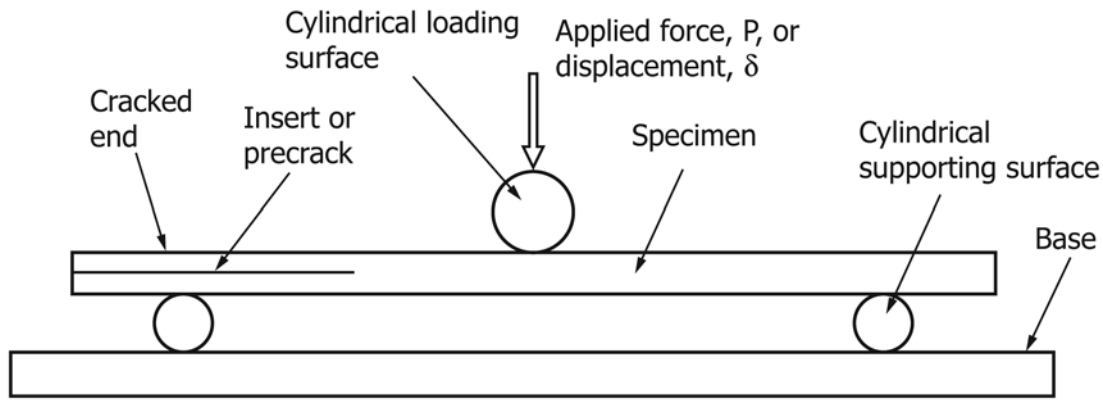 Cylindrical loading
surface
Applied force, P, or
displacement, δ
Cracked
end
Insert or
precrack
Specimen
Cylindrical
supporting surface
Base